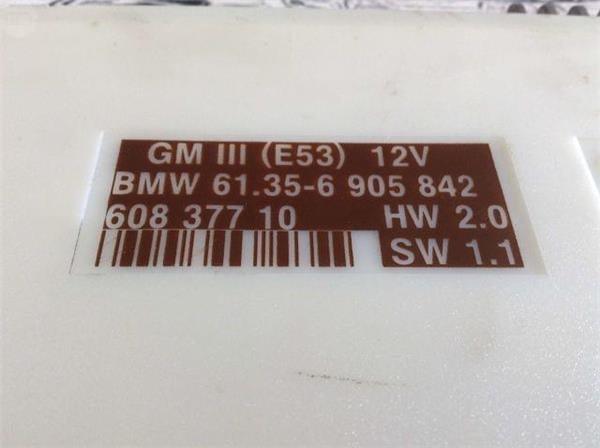 GM III (E53) 12V
BMW 61.35-6 905 842
608 377 10 HW 2.0
SW 1.1